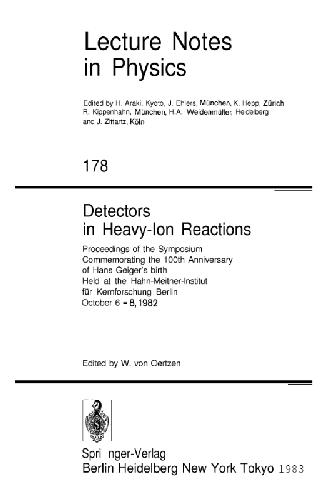 Lecture Notes
in Physics
Edited by H. Araki, Kyoto, J. Ehlers, München, K. Hepp, Zürich
R. Kippenhahn, München, H.A. Weidenmüller, Heidelberg
and J. Zittartz, Köln
178
Detectors
in Heavy-Ion Reactions
Proceedings of the Symposium
Commemorating the 100th Anniversary
of Hans Geiger's birth
Held at the Hahn-Meitner-Institut
für Kernforschung Berlin
October 6 - 8, 1982
Edited by W. von Oertzen
Spri nger-Verlag
Berlin Heidelberg New York Tokyo 1983